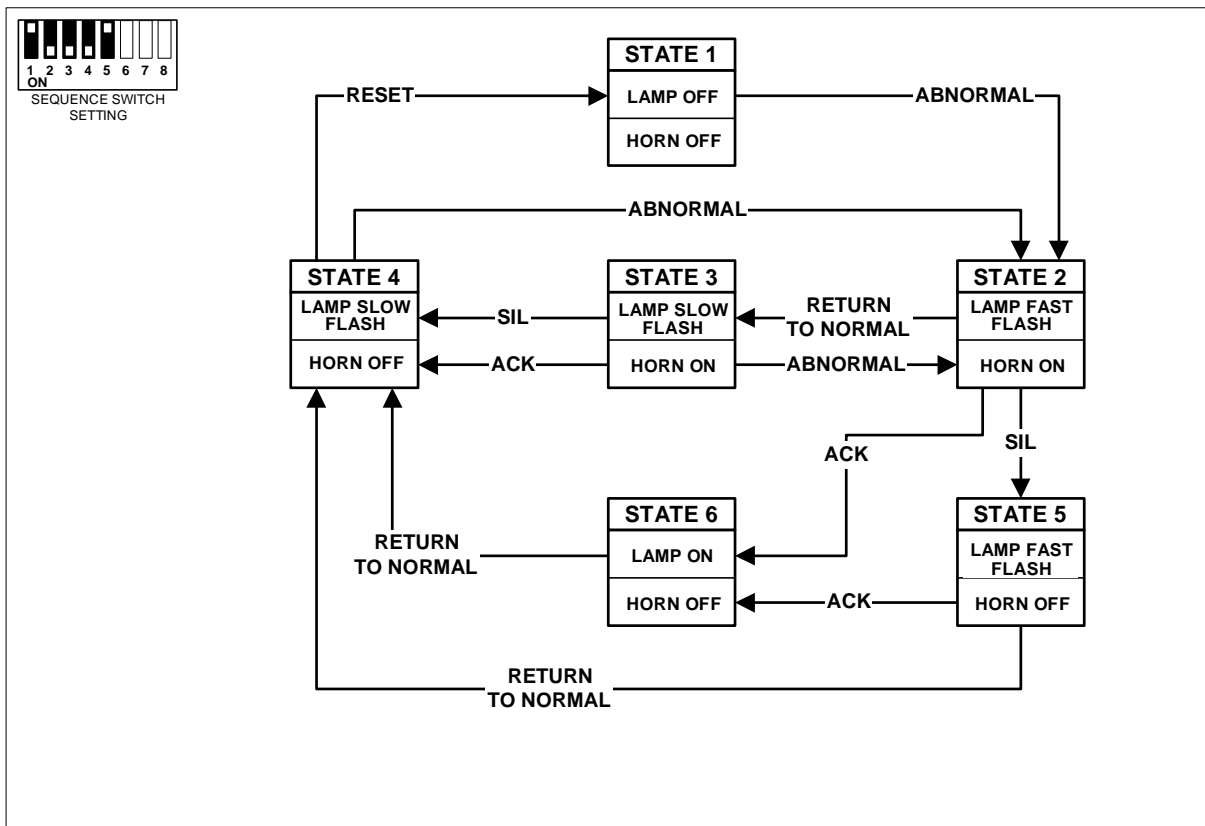 1 2 3 4 5 6 7 8
ON
SEQUENCE SWITCH
SETTING
STATE 1
LAMP OFF
HORN OFF
RESET
ABNORMAL
ABNORMAL
STATE 4
LAMP SLOW
FLASH
HORN OFF
SIL
ACK
STATE 3
LAMP SLOW
FLASH
HORN ON
RETURN
TO NORMAL
ABNORMAL
STATE 2
LAMP FAST
FLASH
HORN ON
ACK
SIL
RETURN
TO NORMAL
STATE 6
LAMP ON
HORN OFF
ACK
STATE 5
LAMP FAST
FLASH
HORN OFF
RETURN
TO NORMAL